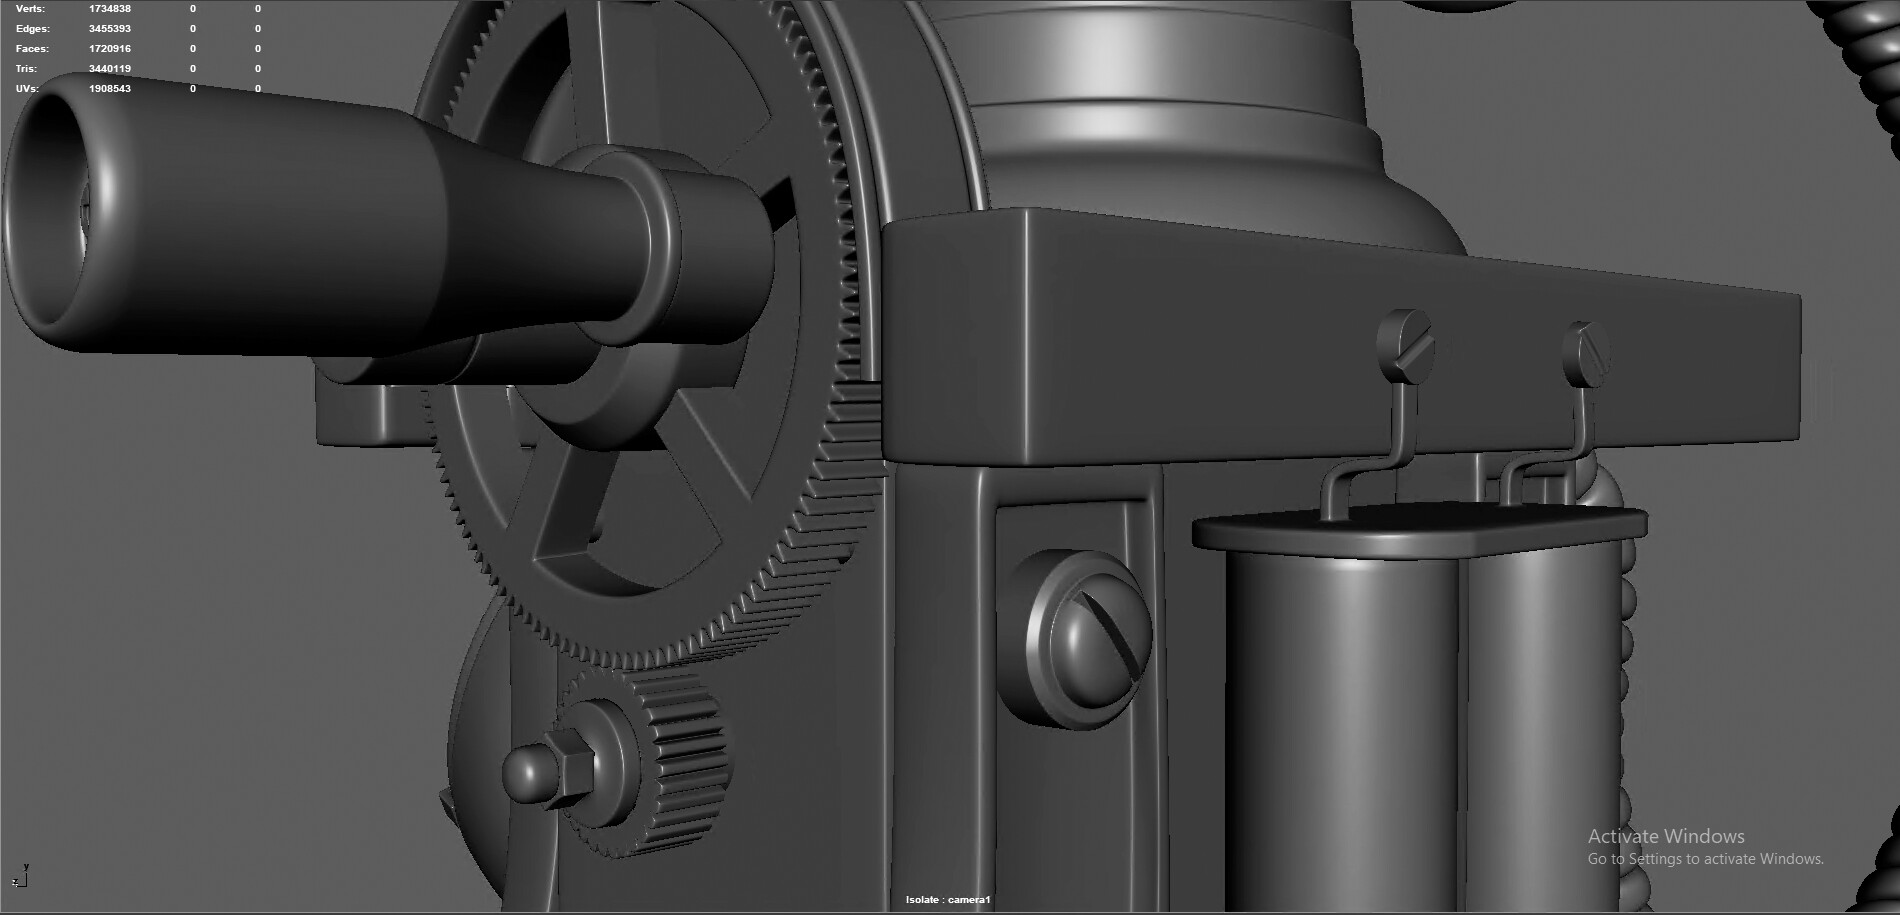 Verts: 1734838 0 0
Edges: 3455393 0 0
Faces: 1720916 0 0
Tris: 3440119 0 0
UVs: 1908543 0 0
Activate Windows
Go to Settings to activate Windows.
y
z
Isolate : camera1